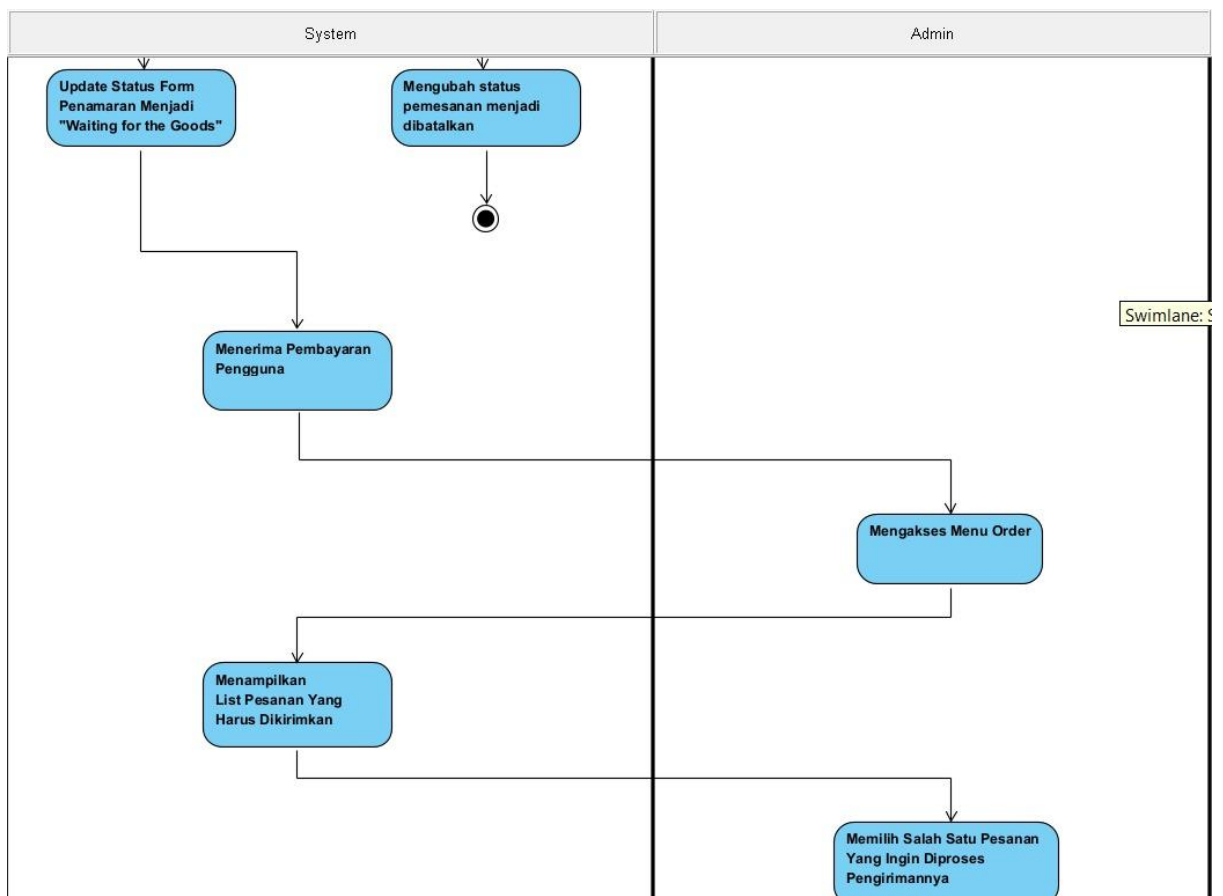 System
Admin
Update Status Form
Penamaran Menjadi
"Waiting for the Goods"
Mengubah status
pemesanan menjadi
dibatalkan
Swimlane: S
Menerima Pembayaran
Pengguna
Mengakses Menu Order
Menampilkan
List Pesanan Yang
Harus Dikirimkan
Memilih Salah Satu Pesanan
Yang Ingin Diproses
Pengirimannya